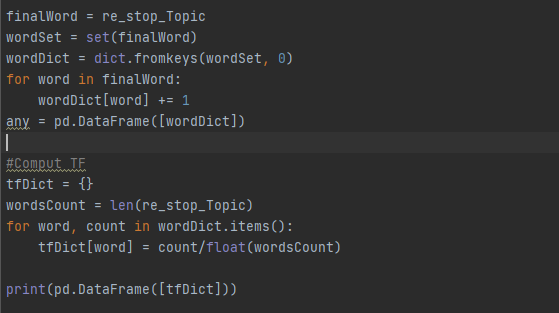 finalWord = re_stop_Topic
wordSet = set(finalWord)
wordDict = dict.fromkeys(wordSet, 0)
for word in finalWord:
    wordDict[word] += 1
any = pd.DataFrame([wordDict])
#Comput TF
tfDict = {}
wordsCount = len(re_stop_Topic)
for word, count in wordDict.items():
    tfDict[word] = count/float(wordsCount)
print(pd.DataFrame([tfDict]))